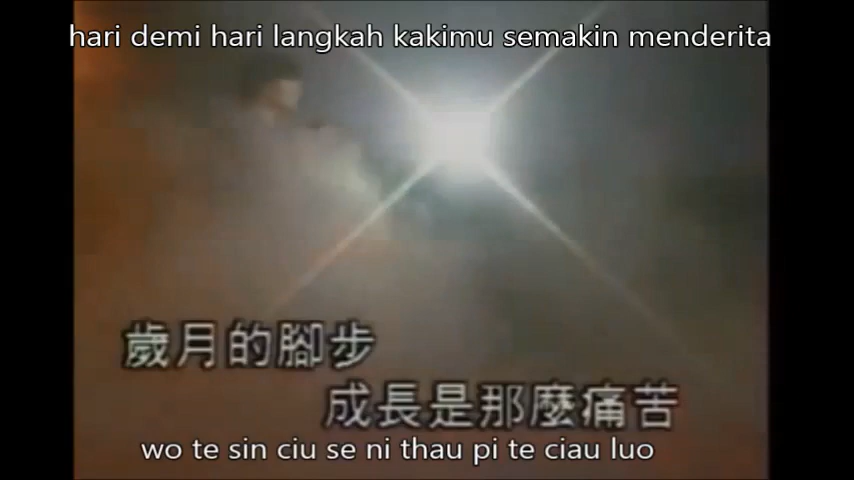 hari demi hari langkah kakimu semakin menderita
歲月的腳步
成長是那麼痛苦
wo te sin ciu se ni thau pi te ciau luo